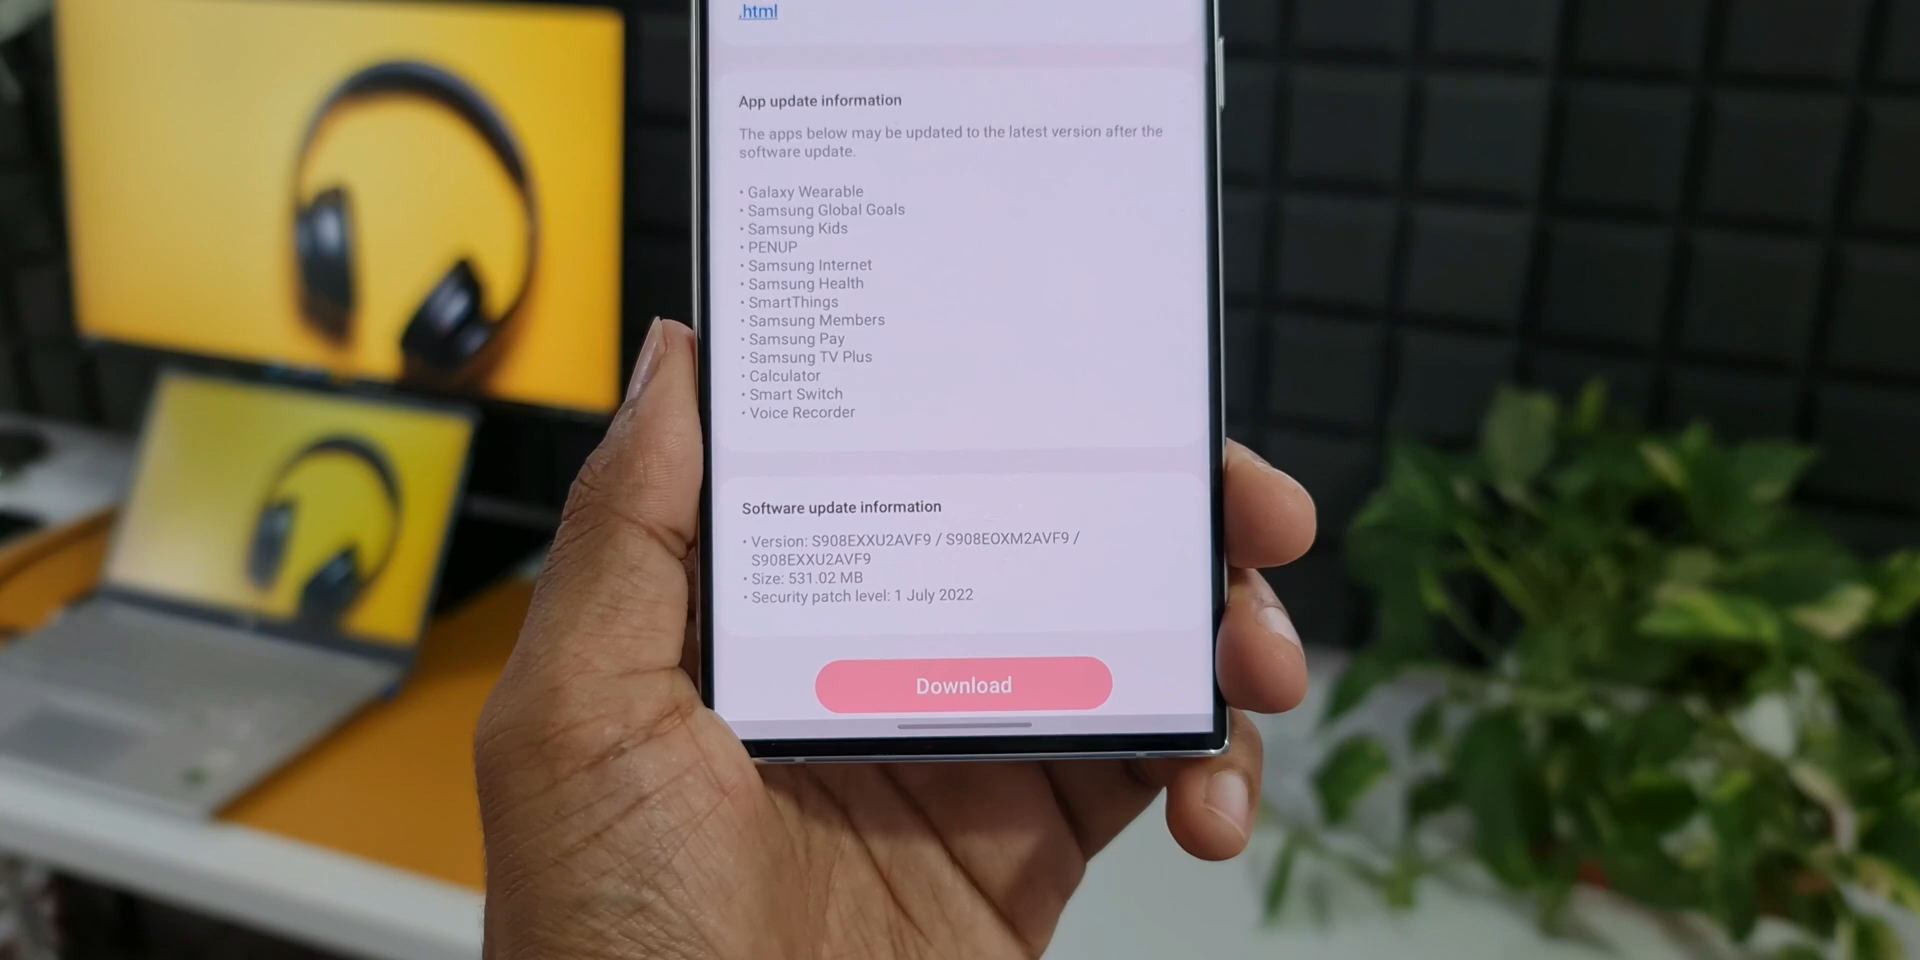 .html
App update information
The apps below may be updated to the latest version after the
software update.
• Galaxy Wearable
• Samsung Global Goals
• Samsung Kids
• PENUP
• Samsung Internet
• Samsung Health
• SmartThings
• Samsung Members
• Samsung Pay
• Samsung TV Plus
• Calculator
• Smart Switch
• Voice Recorder
Software update information
• Version: S908EXXU2AVF9 / S908EOXM2AVF9 /
S908EXXU2AVF9
• Size: 531.02 MB
• Security patch level: 1 July 2022
Download